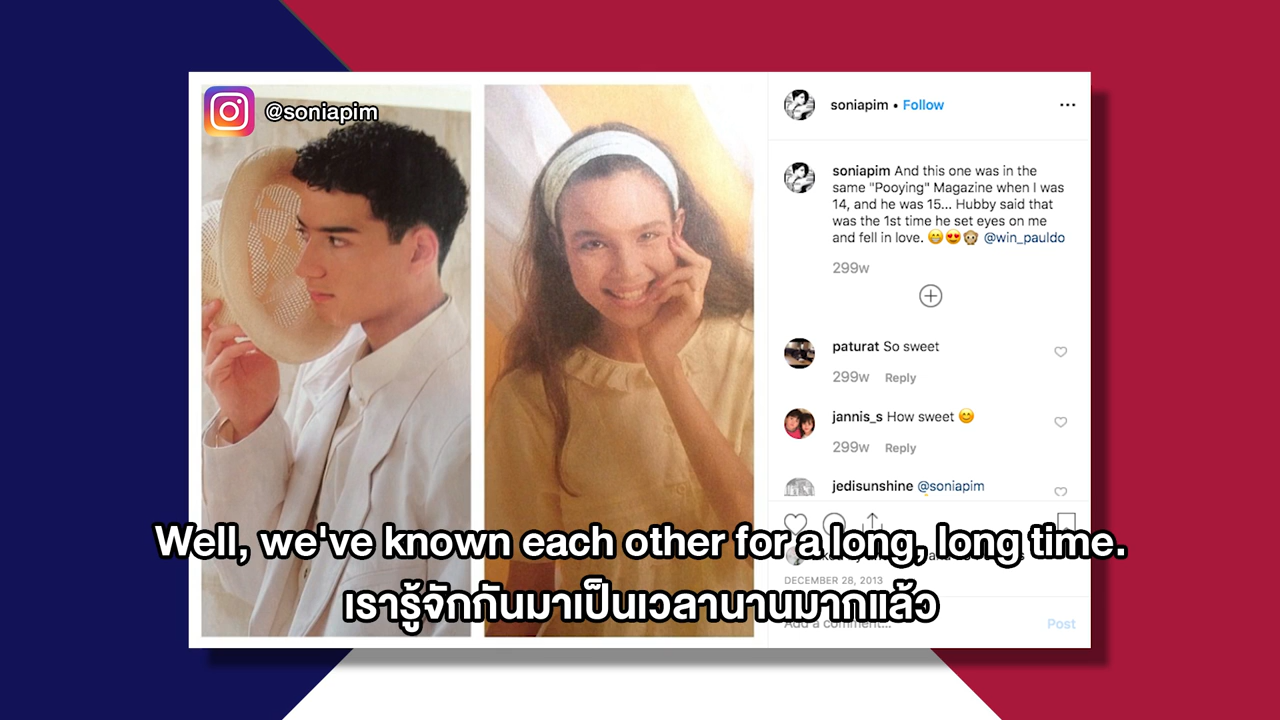 @soniapim
soniapim • Follow
soniapim And this one was in the
same "Pooying" Magazine when I was
14, and he was 15... Hubby said that
was the 1st time he set eyes on me
and fell in love. 😁😍🙊 @win_pauldo
299w
paturat So sweet
299w Reply
jannis_s How sweet 😊
299w Reply
jedisunshine @soniapim
Well, we've known each other for a long, long time.
DECEMBER 28, 2013
เรารู้จักกันมาเป็นเวลานานมากแล้ว
Add a comment...
Post